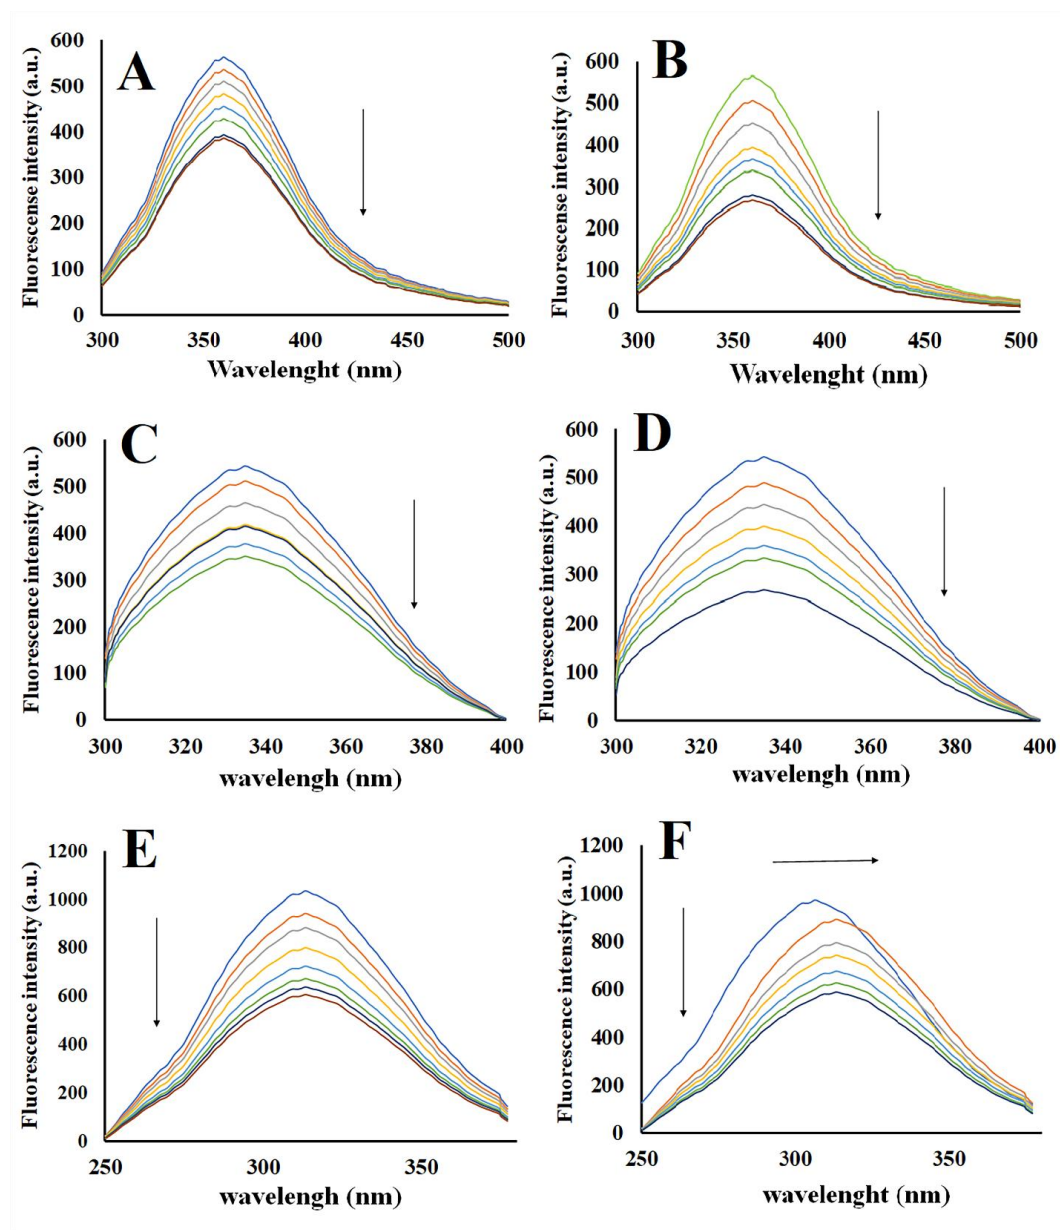 A
Fluorescense intensity (a.u.)
600
500
400
300
200
100
0
300 350 400 450 500
Wavelenght (nm)
B
Fluorescense intensity (a.u.)
600
500
400
300
200
100
0
300 350 400 450 500
Wavelenght (nm)
C
Fluorescence intensity (a.u.)
600
500
400
300
200
100
0
300 320 340 360 380 400
wavelengh (nm)
D
Fluorescence intensity (a.u.)
600
500
400
300
200
100
0
300 320 340 360 380 400
wavelengh (nm)
E
Fluorescence intensity (a.u.)
1200
1000
800
600
400
200
0
250 300 350
wavelengh (nm)
F
Fluorescence intensity (a.u.)
1200
1000
800
600
400
200
0
250 300 350
wavelenght (nm)